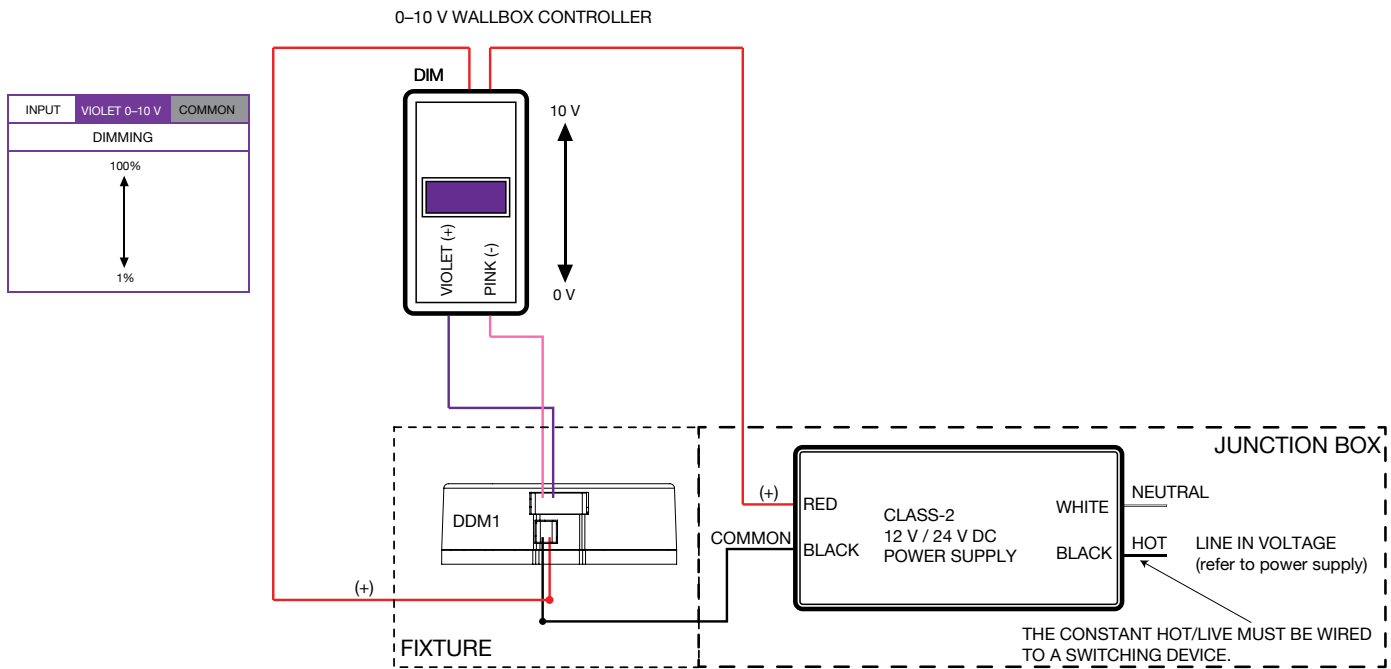 0–10 V WALLBOX CONTROLLER
DIM
INPUT
VIOLET 0–10 V
COMMON
DIMMING
100%
1%
10 V
0 V
VIOLET (+)
PINK (-)
JUNCTION BOX
(+)
RED
COMMON
BLACK
CLASS-2
12 V / 24 V DC
POWER SUPPLY
WHITE
NEUTRAL
BLACK
HOT
LINE IN VOLTAGE
(refer to power supply)
DDM1
(+)
FIXTURE
THE CONSTANT HOT/LIVE MUST BE WIRED
TO A SWITCHING DEVICE.